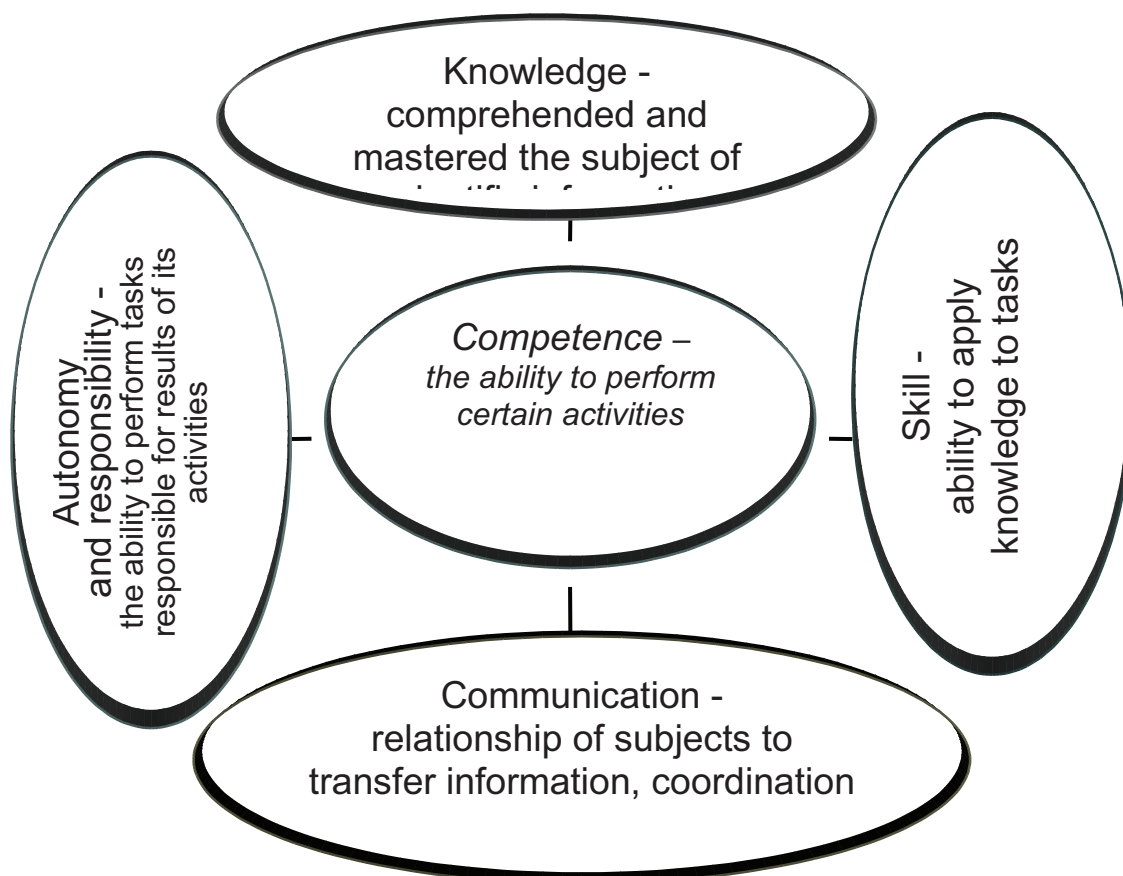 Knowledge -
comprehended and
mastered the subject of
Autonomy
and responsibility -
the ability to perform tasks
responsible for results of its
activities
Competence –
the ability to perform
certain activities
Skill -
ability to apply
knowledge to tasks
Communication -
relationship of subjects to
transfer information, coordination